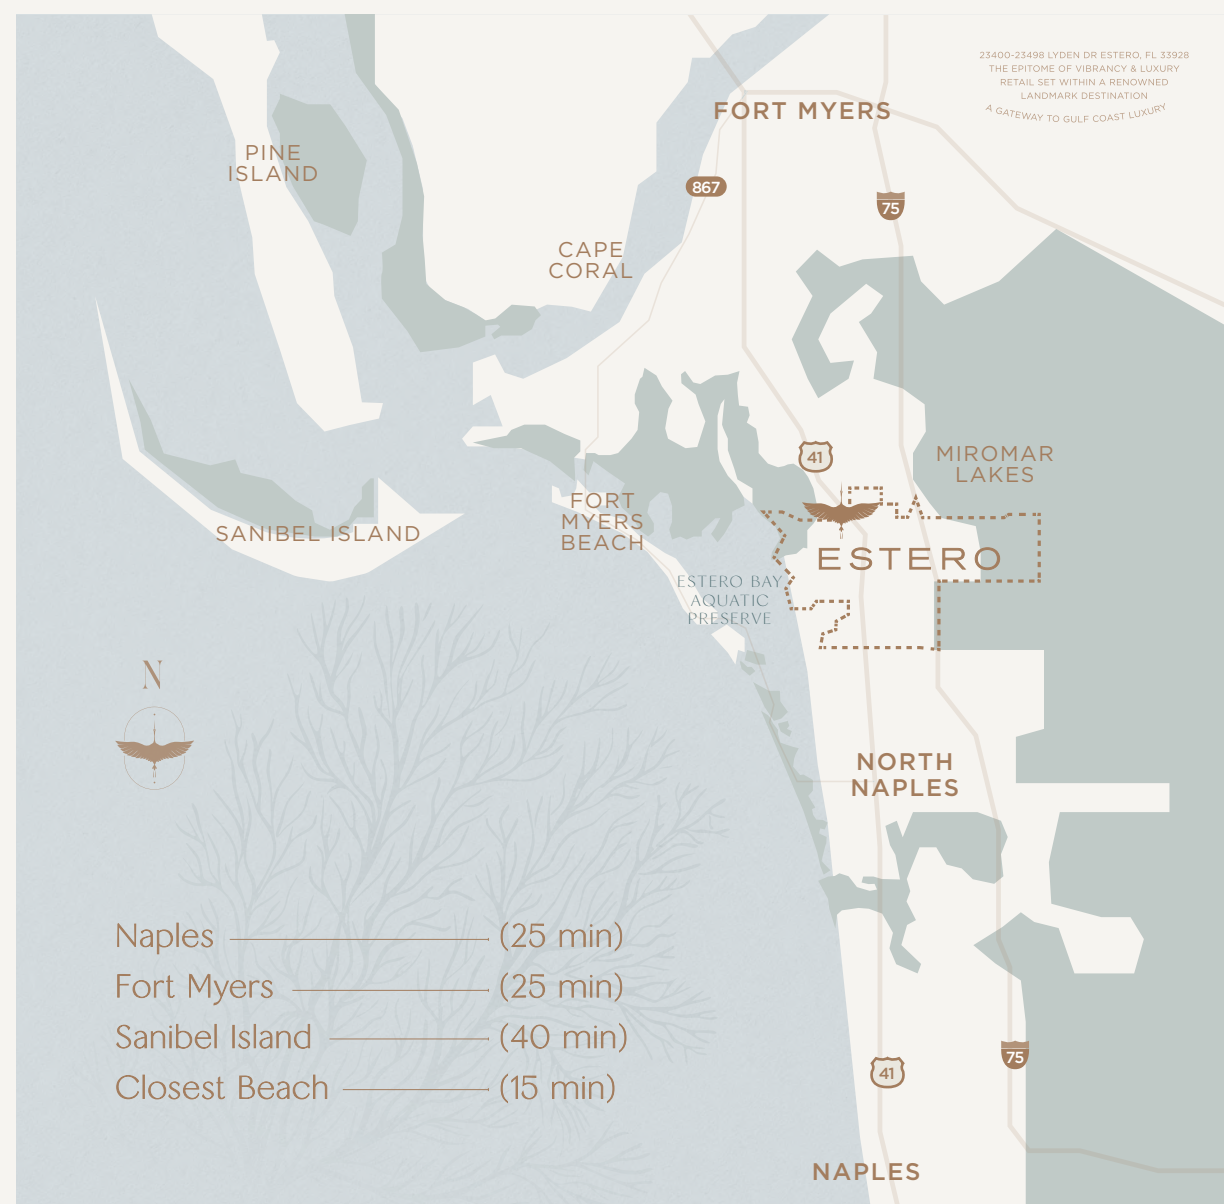 23400-23498 LYDEN DR ESTERO, FL 33928
THE EPITOME OF VIBRANCY & LUXURY
RETAIL SET WITHIN A RENOWNED
LANDMARK DESTINATION
A GATEWAY TO GULF COAST LUXURY
FORT MYERS
PINE
ISLAND
867
75
CAPE
CORAL
41
MIROMAR
LAKES
FORT
MYERS
BEACH
SANIBEL ISLAND
ESTERO
ESTERO BAY
AQUATIC
PRESERVE
N
NORTH
NAPLES
Naples (25 min)
Fort Myers (25 min)
Sanibel Island (40 min)
Closest Beach (15 min)
75
41
NAPLES